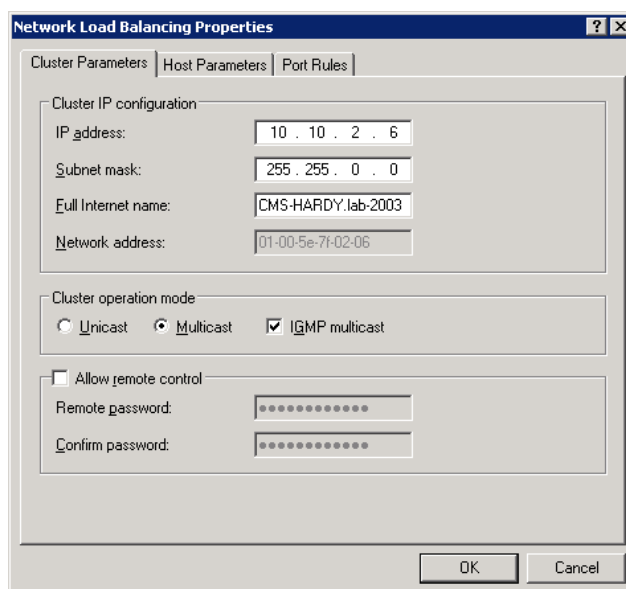 Network Load Balancing Properties
Cluster Parameters Host Parameters Port Rules
Cluster IP configuration
IP address: 10 . 10 . 2 . 6
Subnet mask: 255 . 255 . 0 . 0
Full Internet name: CMS-HARDY.lab-2003
Network address: 01-00-5e-7f-02-06
Cluster operation mode
Unicast Multicast IGMP multicast
Allow remote control
Remote password: ●●●●●●●●●●●●
Confirm password: ●●●●●●●●●●●●
OK Cancel